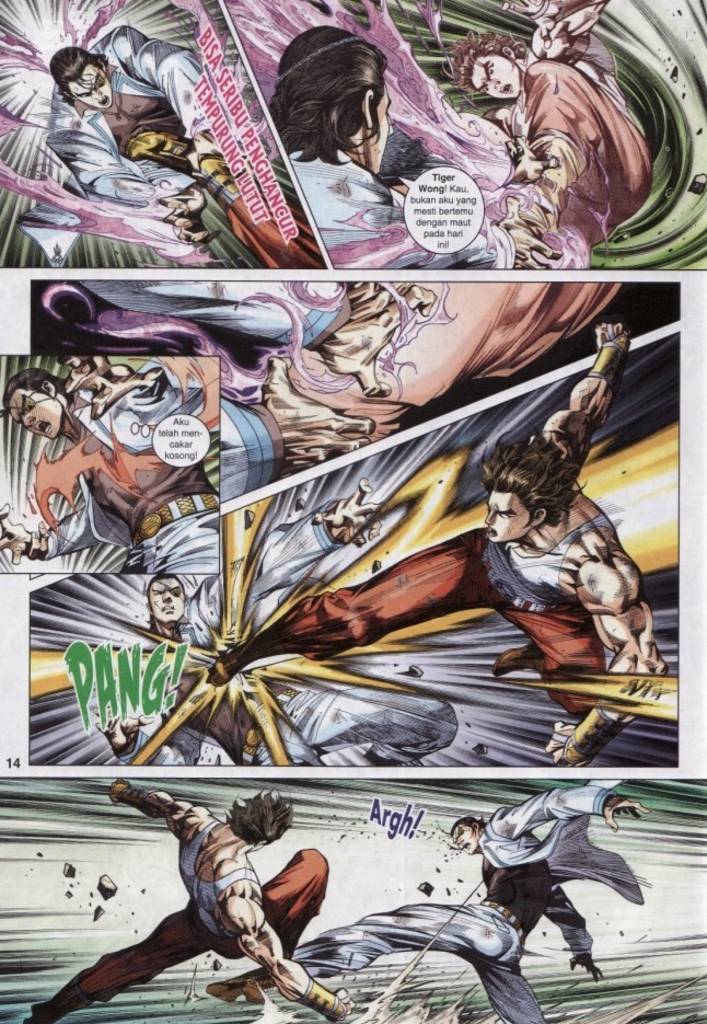 BISA SERIBU PENGHANCUR
TEMPURUNG LUTUT
Tiger
Wong! Kau,
bukan aku yang
mesti bertemu
dengan maut
pada hari
ini!
Aku
telah men-
cakar
kosong!
PANG!
14
Argh!